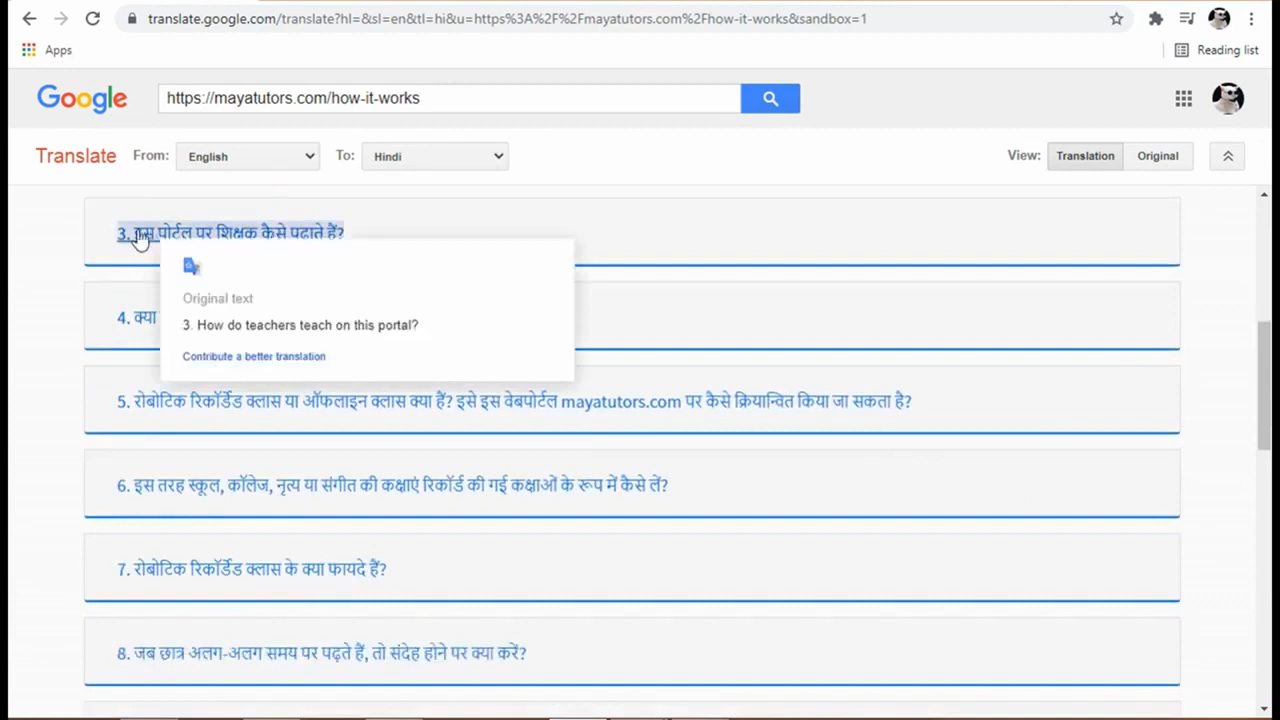 translate.google.com/translate?hl=&sl=en&tl=hi&u=https%3A%2F%2Fmayatutors.com%2Fhow-it-works&sandbox=1
Apps
Reading list
Google
https://mayatutors.com/how-it-works
Translate
From:
English
To:
Hindi
View:
Translation
Original
3. इस पोर्टल पर शिक्षक कैसे पढ़ाते हैं?
Original text
3. How do teachers teach on this portal?
Contribute a better translation
4. क्या
5. रोबोटिक रिकॉर्डेड क्लास या ऑफलाइन क्लास क्या हैं? इसे इस वेबपोर्टल mayatutors.com पर कैसे क्रियान्वित किया जा सकता है?
6. इस तरह स्कूल, कॉलेज, नृत्य या संगीत की कक्षाएं रिकॉर्ड की गई कक्षाओं के रूप में कैसे लें?
7. रोबोटिक रिकॉर्डेड क्लास के क्या फायदे हैं?
8. जब छात्र अलग-अलग समय पर पढ़ते हैं, तो संदेह होने पर क्या करें?